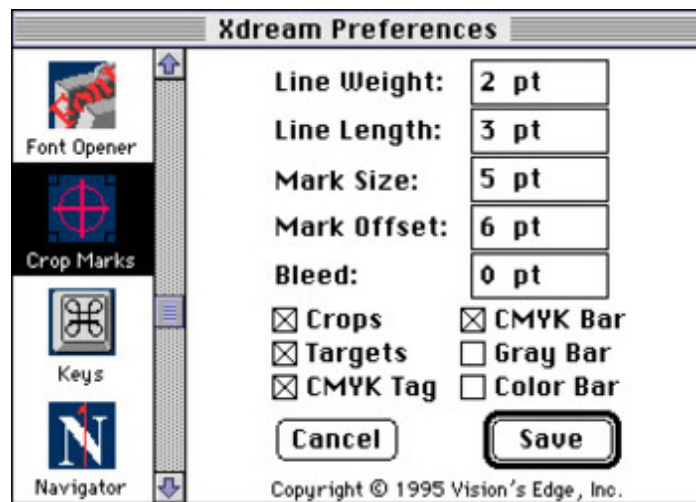 Xdream Preferences
Font
Font Opener
Crop Marks
Keys
N
Navigator
Line Weight: 2 pt
Line Length: 3 pt
Mark Size: 5 pt
Mark Offset: 6 pt
Bleed: 0 pt
Crops CMYK Bar
Targets Gray Bar
CMYK Tag Color Bar
Cancel Save
Copyright © 1995 Vision's Edge, Inc.